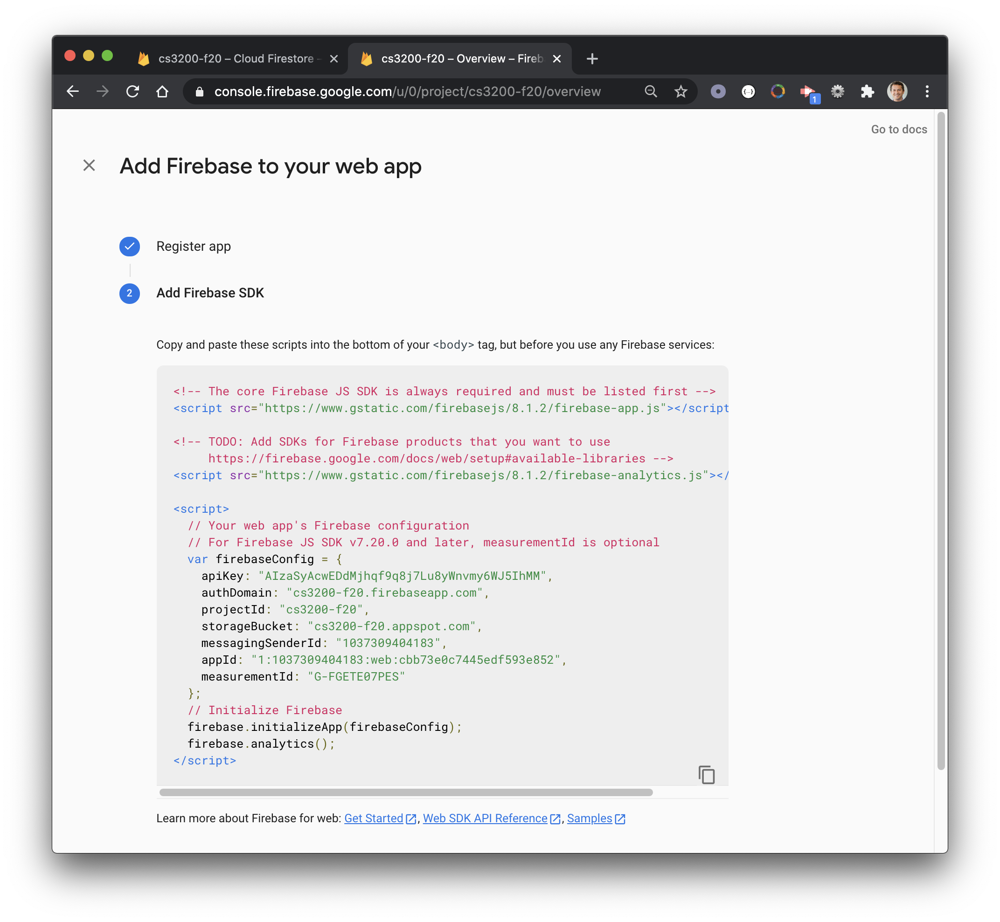 cs3200-f20 – Cloud Firestore –
cs3200-f20 – Overview – Fireb
console.firebase.google.com/u/0/project/cs3200-f20/overview
{...}
1
Go to docs
Add Firebase to your web app
Register app
2 Add Firebase SDK
Copy and paste these scripts into the bottom of your <body> tag, but before you use any Firebase services:
<!-- The core Firebase JS SDK is always required and must be listed first -->
<script src="https://www.gstatic.com/firebasejs/8.1.2/firebase-app.js"></script
<!-- TODO: Add SDKs for Firebase products that you want to use
https://firebase.google.com/docs/web/setup#available-libraries -->
<script src="https://www.gstatic.com/firebasejs/8.1.2/firebase-analytics.js"></
<script>
// Your web app's Firebase configuration
// For Firebase JS SDK v7.20.0 and later, measurementId is optional
var firebaseConfig = {
apiKey: "AIzaSyAcwEDdMjhqf9q8j7Lu8yWnvmy6WJ5IhMM",
authDomain: "cs3200-f20.firebaseapp.com",
projectId: "cs3200-f20",
storageBucket: "cs3200-f20.appspot.com",
messagingSenderId: "1037309404183",
appId: "1:1037309404183:web:cbb73e0c7445edf593e852",
measurementId: "G-FGETE07PES"
};
// Initialize Firebase
firebase.initializeApp(firebaseConfig);
firebase.analytics();
</script>
Learn more about Firebase for web: Get Started, Web SDK API Reference, Samples